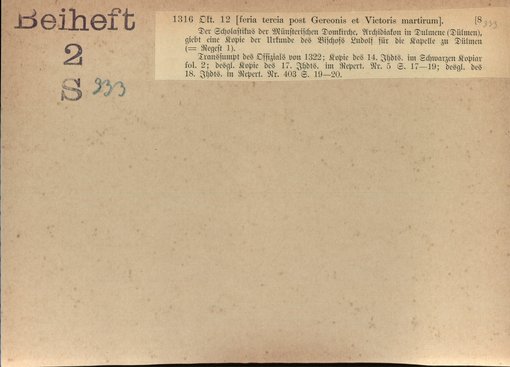 Beiheft
2
S 933
1316 Okt. 12 [feria tercia post Gereonis et Victoris martirum]. [8
Der Scholastikus der Münsterischen Domkirche, Archidiakon in Dulmene (Dülmen),
giebt eine Kopie der Urkunde des Bischofs Ludolf für die Kapelle zu Dülmen,
(= Regest 1).
Transsumpt des Offizials von 1322; Kopie des 14. Jhdts. im Schwarzen Kopiar
fol. 2; desgl. Kopie des 17. Jhdts. im Repert. Nr. 5 S. 17—19; desgl. des
18. Jhdts. im Repert. Nr. 403 S. 19—20.